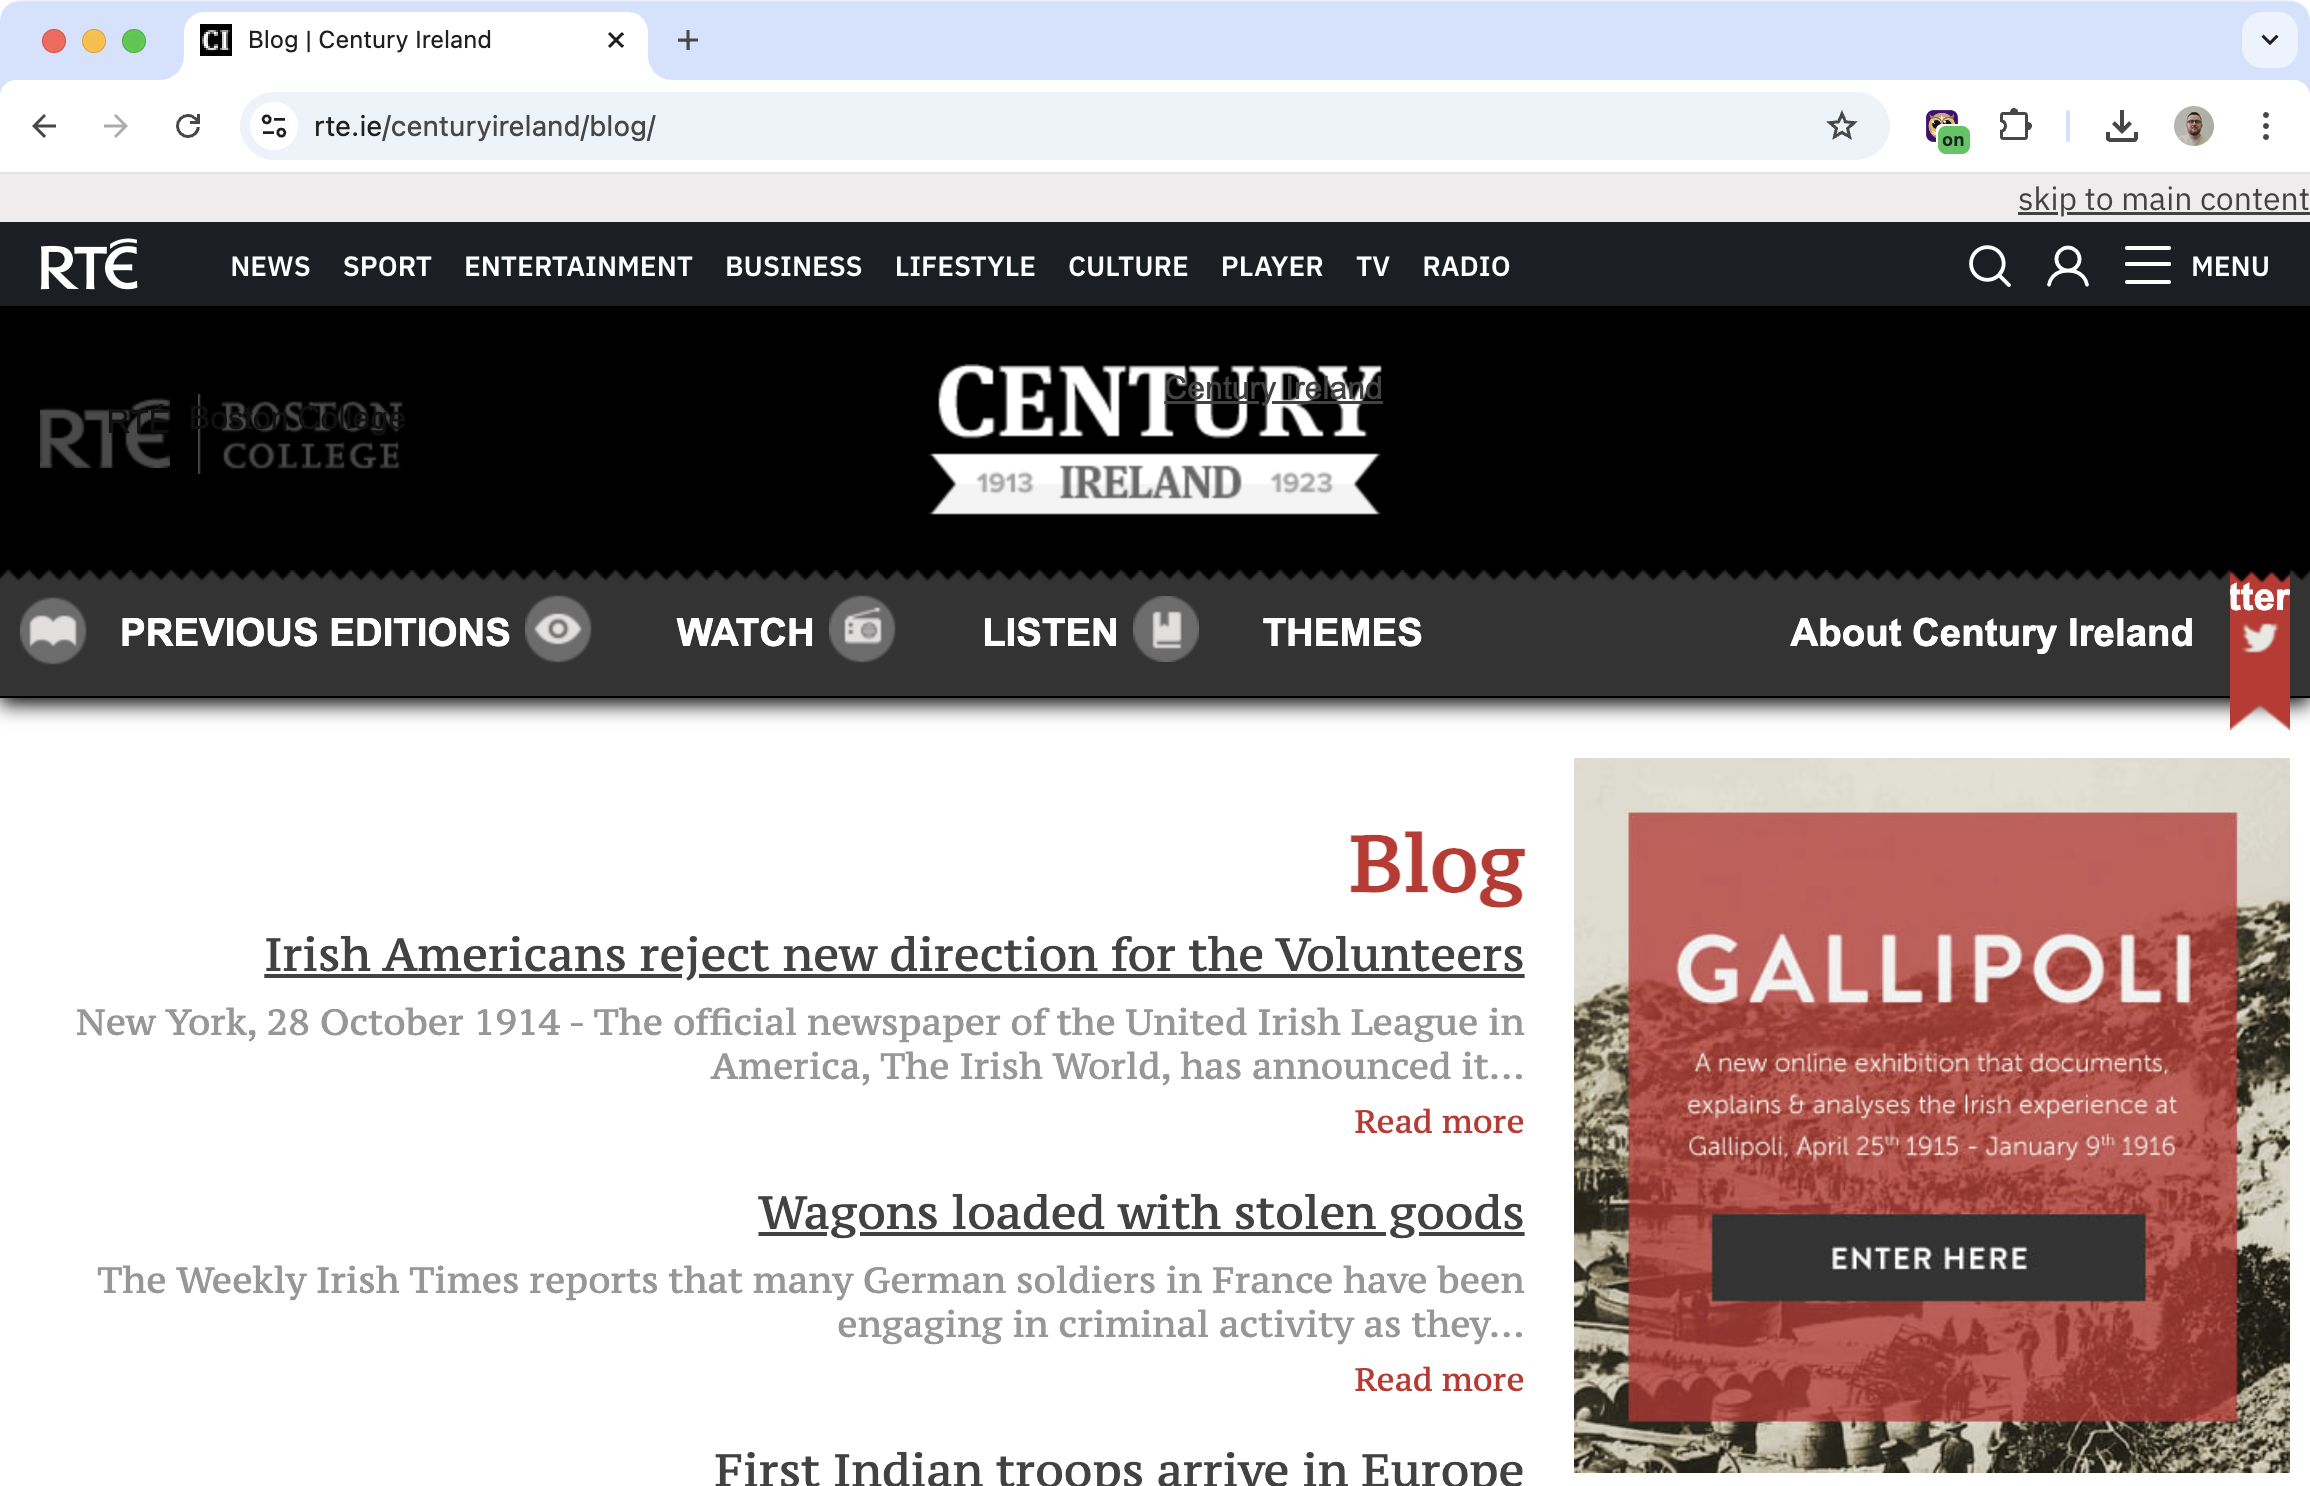 CI Blog | Century Ireland
rte.ie/centuryireland/blog/
on
skip to main content
RTÉ NEWS SPORT ENTERTAINMENT BUSINESS LIFESTYLE CULTURE PLAYER TV RADIO MENU
CENTURY
Century Ireland
1913 IRELAND 1923
RTÉ BOSTON COLLEGE
RTÉ Boston College
PREVIOUS EDITIONS WATCH LISTEN THEMES About Century Ireland tter
Blog
Irish Americans reject new direction for the Volunteers
New York, 28 October 1914 - The official newspaper of the United Irish League in
America, The Irish World, has announced it...
Read more
Wagons loaded with stolen goods
The Weekly Irish Times reports that many German soldiers in France have been
engaging in criminal activity as they...
Read more
First Indian troops arrive in Europe
GALLIPOLI
A new online exhibition that documents,
explains & analyses the Irish experience at
Gallipoli, April 25th 1915 - January 9th 1916
ENTER HERE